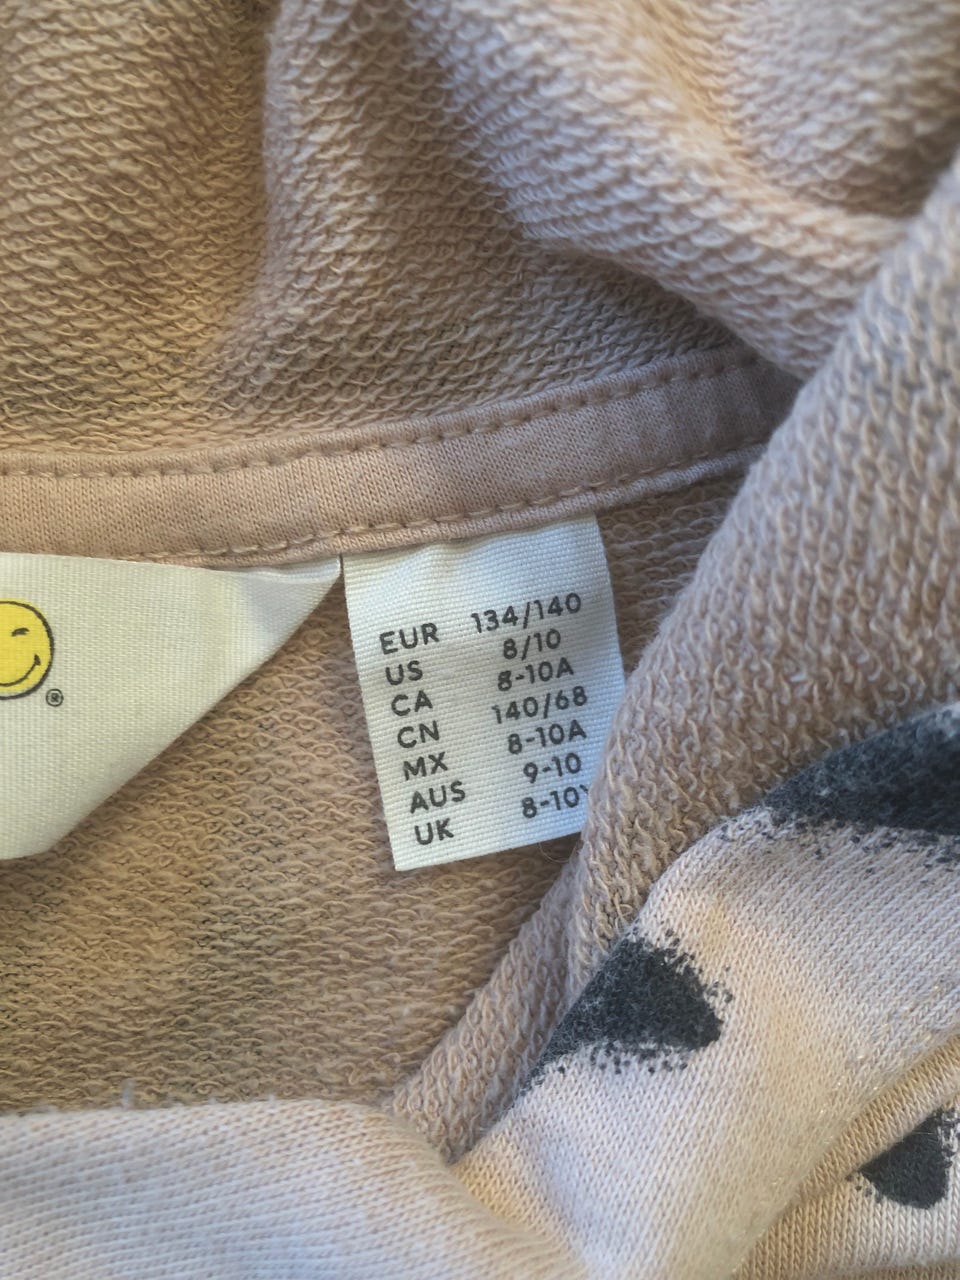 ®
EUR 134/140
US 8/10
CA 8-10A
CN 140/68
MX 8-10A
AUS 9-10
UK 8-10Y